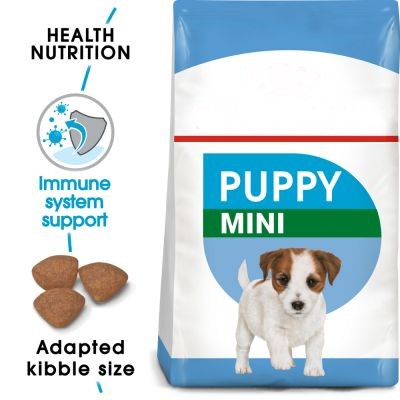 HEALTH
NUTRITION
Immune
system
support
Adapted
kibble size
PUPPY
MINI